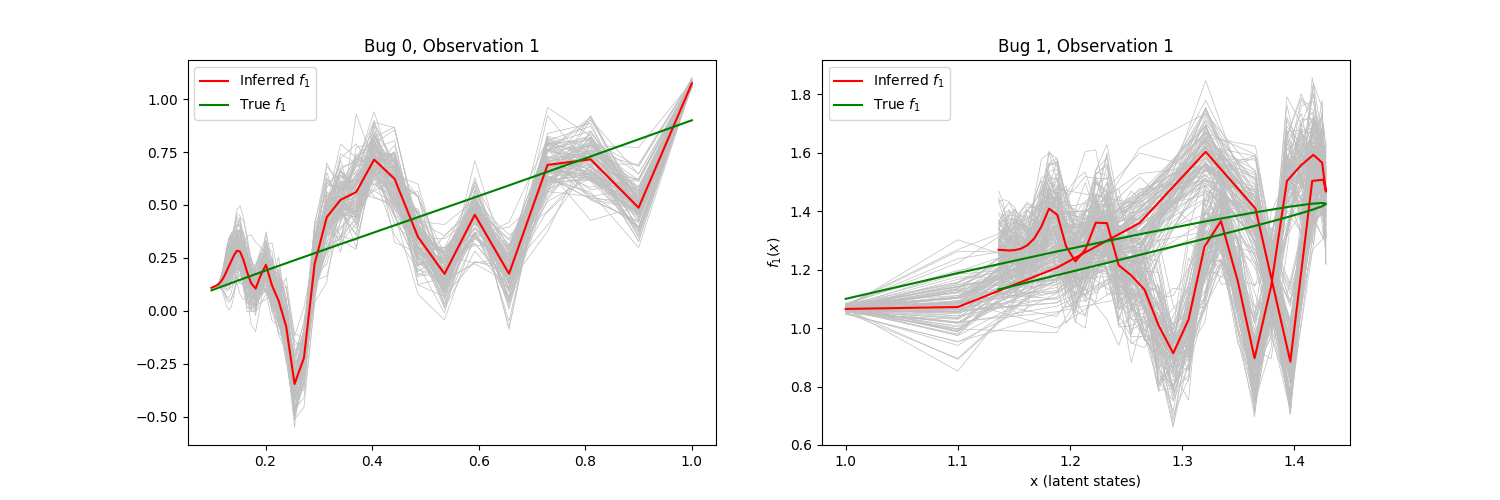 Bug 0, Observation 1
Inferred f₁
True f₁
1.00
0.75
0.50
0.25
0.00
−0.25
−0.50
0.2 0.4 0.6 0.8 1.0
Bug 1, Observation 1
Inferred f₁
True f₁
f₁(x)
1.8
1.6
1.4
1.2
1.0
0.8
0.6
1.0 1.1 1.2 1.3 1.4
x (latent states)